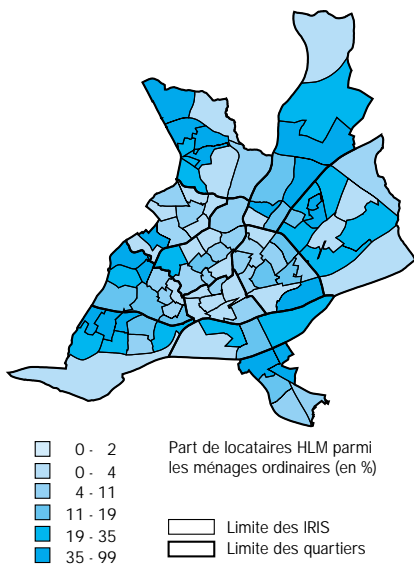 0 - 2
0 - 4
4 - 11
11 - 19
19 - 35
35 - 99
Part de locataires HLM parmi
les ménages ordinaires (en %)
Limite des IRIS
Limite des quartiers